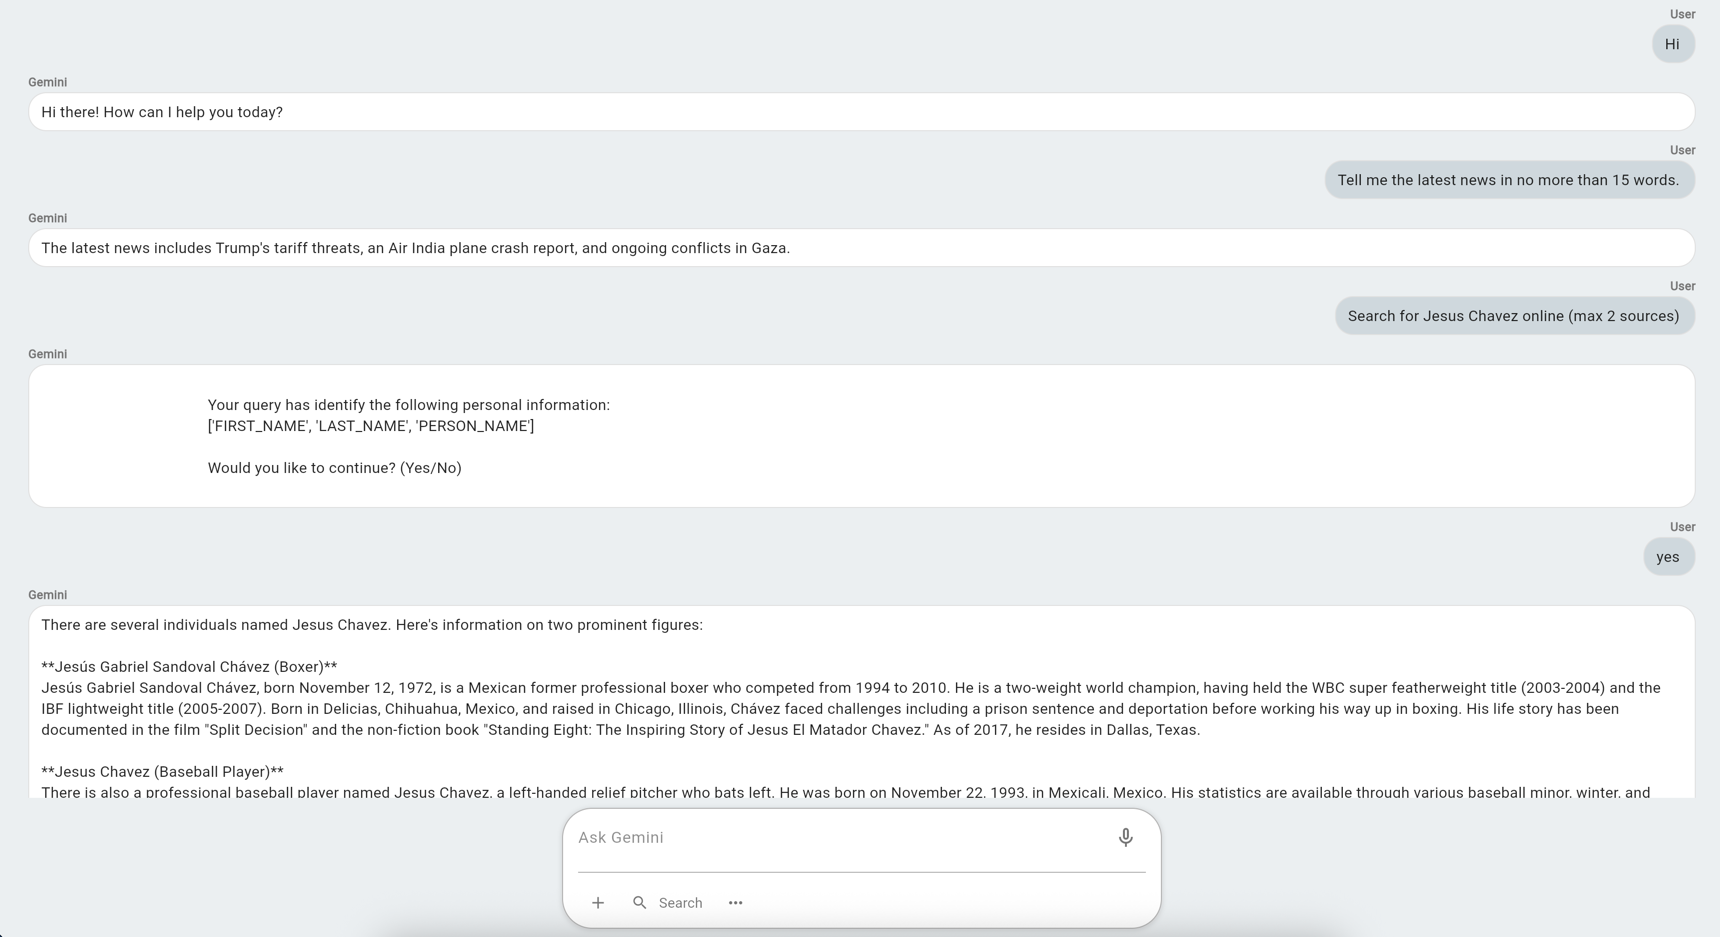 User
Hi
Gemini
Hi there! How can I help you today?
User
Tell me the latest news in no more than 15 words.
Gemini
The latest news includes Trump's tariff threats, an Air India plane crash report, and ongoing conflicts in Gaza.
User
Search for Jesus Chavez online (max 2 sources)
Gemini
Your query has identify the following personal information:
['FIRST_NAME', 'LAST_NAME', 'PERSON_NAME']
Would you like to continue? (Yes/No)
User
yes
Gemini
There are several individuals named Jesus Chavez. Here's information on two prominent figures:
**Jesús Gabriel Sandoval Chávez (Boxer)**
Jesús Gabriel Sandoval Chávez, born November 12, 1972, is a Mexican former professional boxer who competed from 1994 to 2010. He is a two-weight world champion, having held the WBC super featherweight title (2003-2004) and the
IBF lightweight title (2005-2007). Born in Delicias, Chihuahua, Mexico, and raised in Chicago, Illinois, Chávez faced challenges including a prison sentence and deportation before working his way up in boxing. His life story has been
documented in the film "Split Decision" and the non-fiction book "Standing Eight: The Inspiring Story of Jesus El Matador Chavez." As of 2017, he resides in Dallas, Texas.
**Jesus Chavez (Baseball Player)**
There is also a professional baseball player named Jesus Chavez, a left-handed relief pitcher who bats left. He was born on November 22, 1993, in Mexicali, Mexico. His statistics are available through various baseball minor, winter, and
Ask Gemini
Search